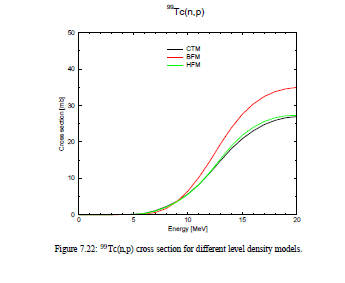 ⁹⁹Tc(n,p)
50
CTM
BFM
HFM
40
30
Cross section [mb]
20
10
0
0 5 10 15 20
Energy [MeV]
Figure 7.22: ⁹⁹Tc(n,p) cross section for different level density models.